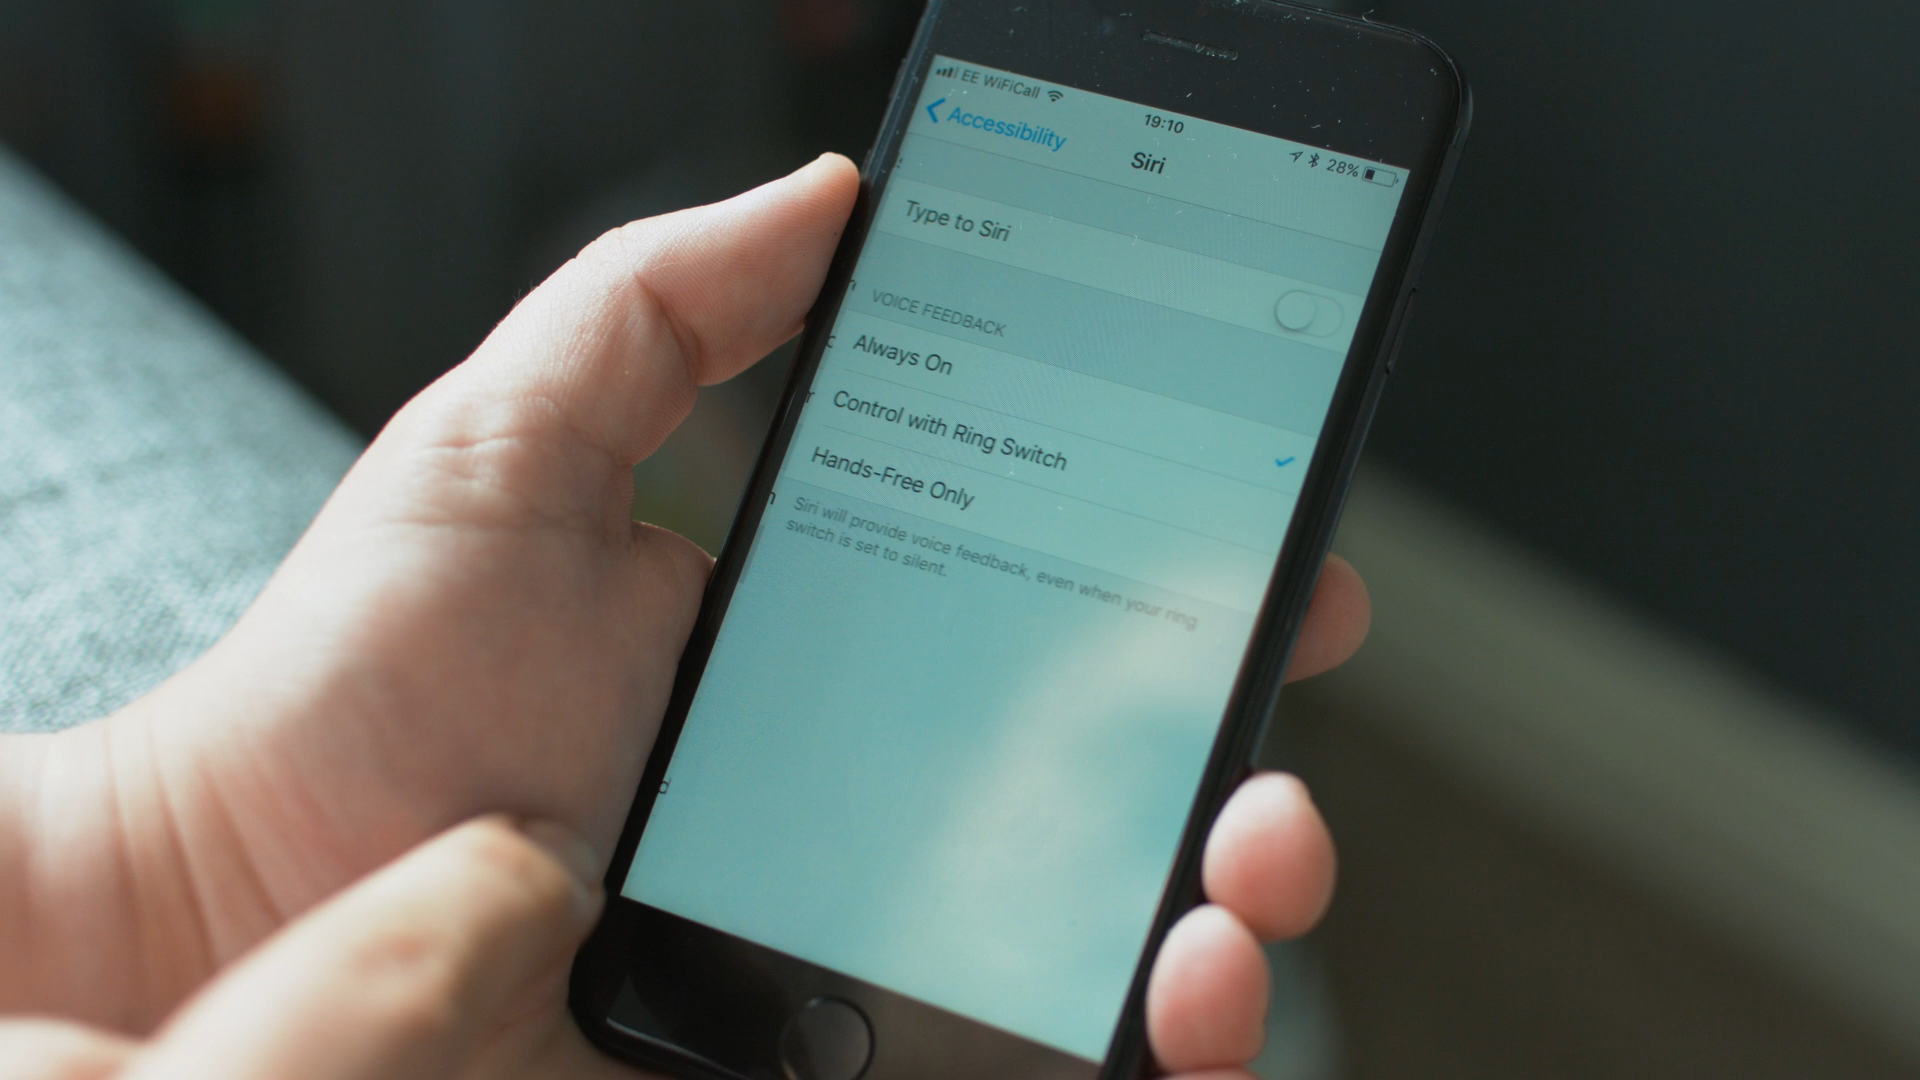 EE WiFiCall
19:10
28%
Accessibility
Siri
Type to Siri
VOICE FEEDBACK
Always On
Control with Ring Switch
Hands-Free Only
Siri will provide voice feedback, even when your ring
switch is set to silent.